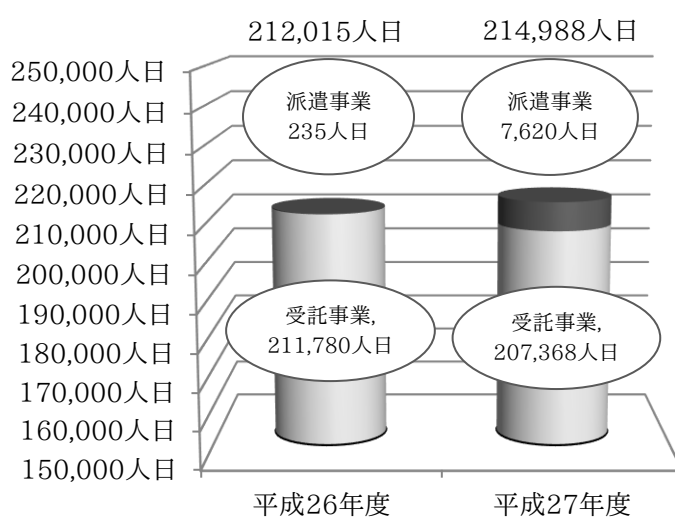 212,015人日
214,988人日
250,000人日
240,000人日
230,000人日
220,000人日
210,000人日
200,000人日
190,000人日
180,000人日
170,000人日
160,000人日
150,000人日
派遣事業
235人日
派遣事業
7,620人日
受託事業,
211,780人日
受託事業,
207,368人日
平成26年度
平成27年度